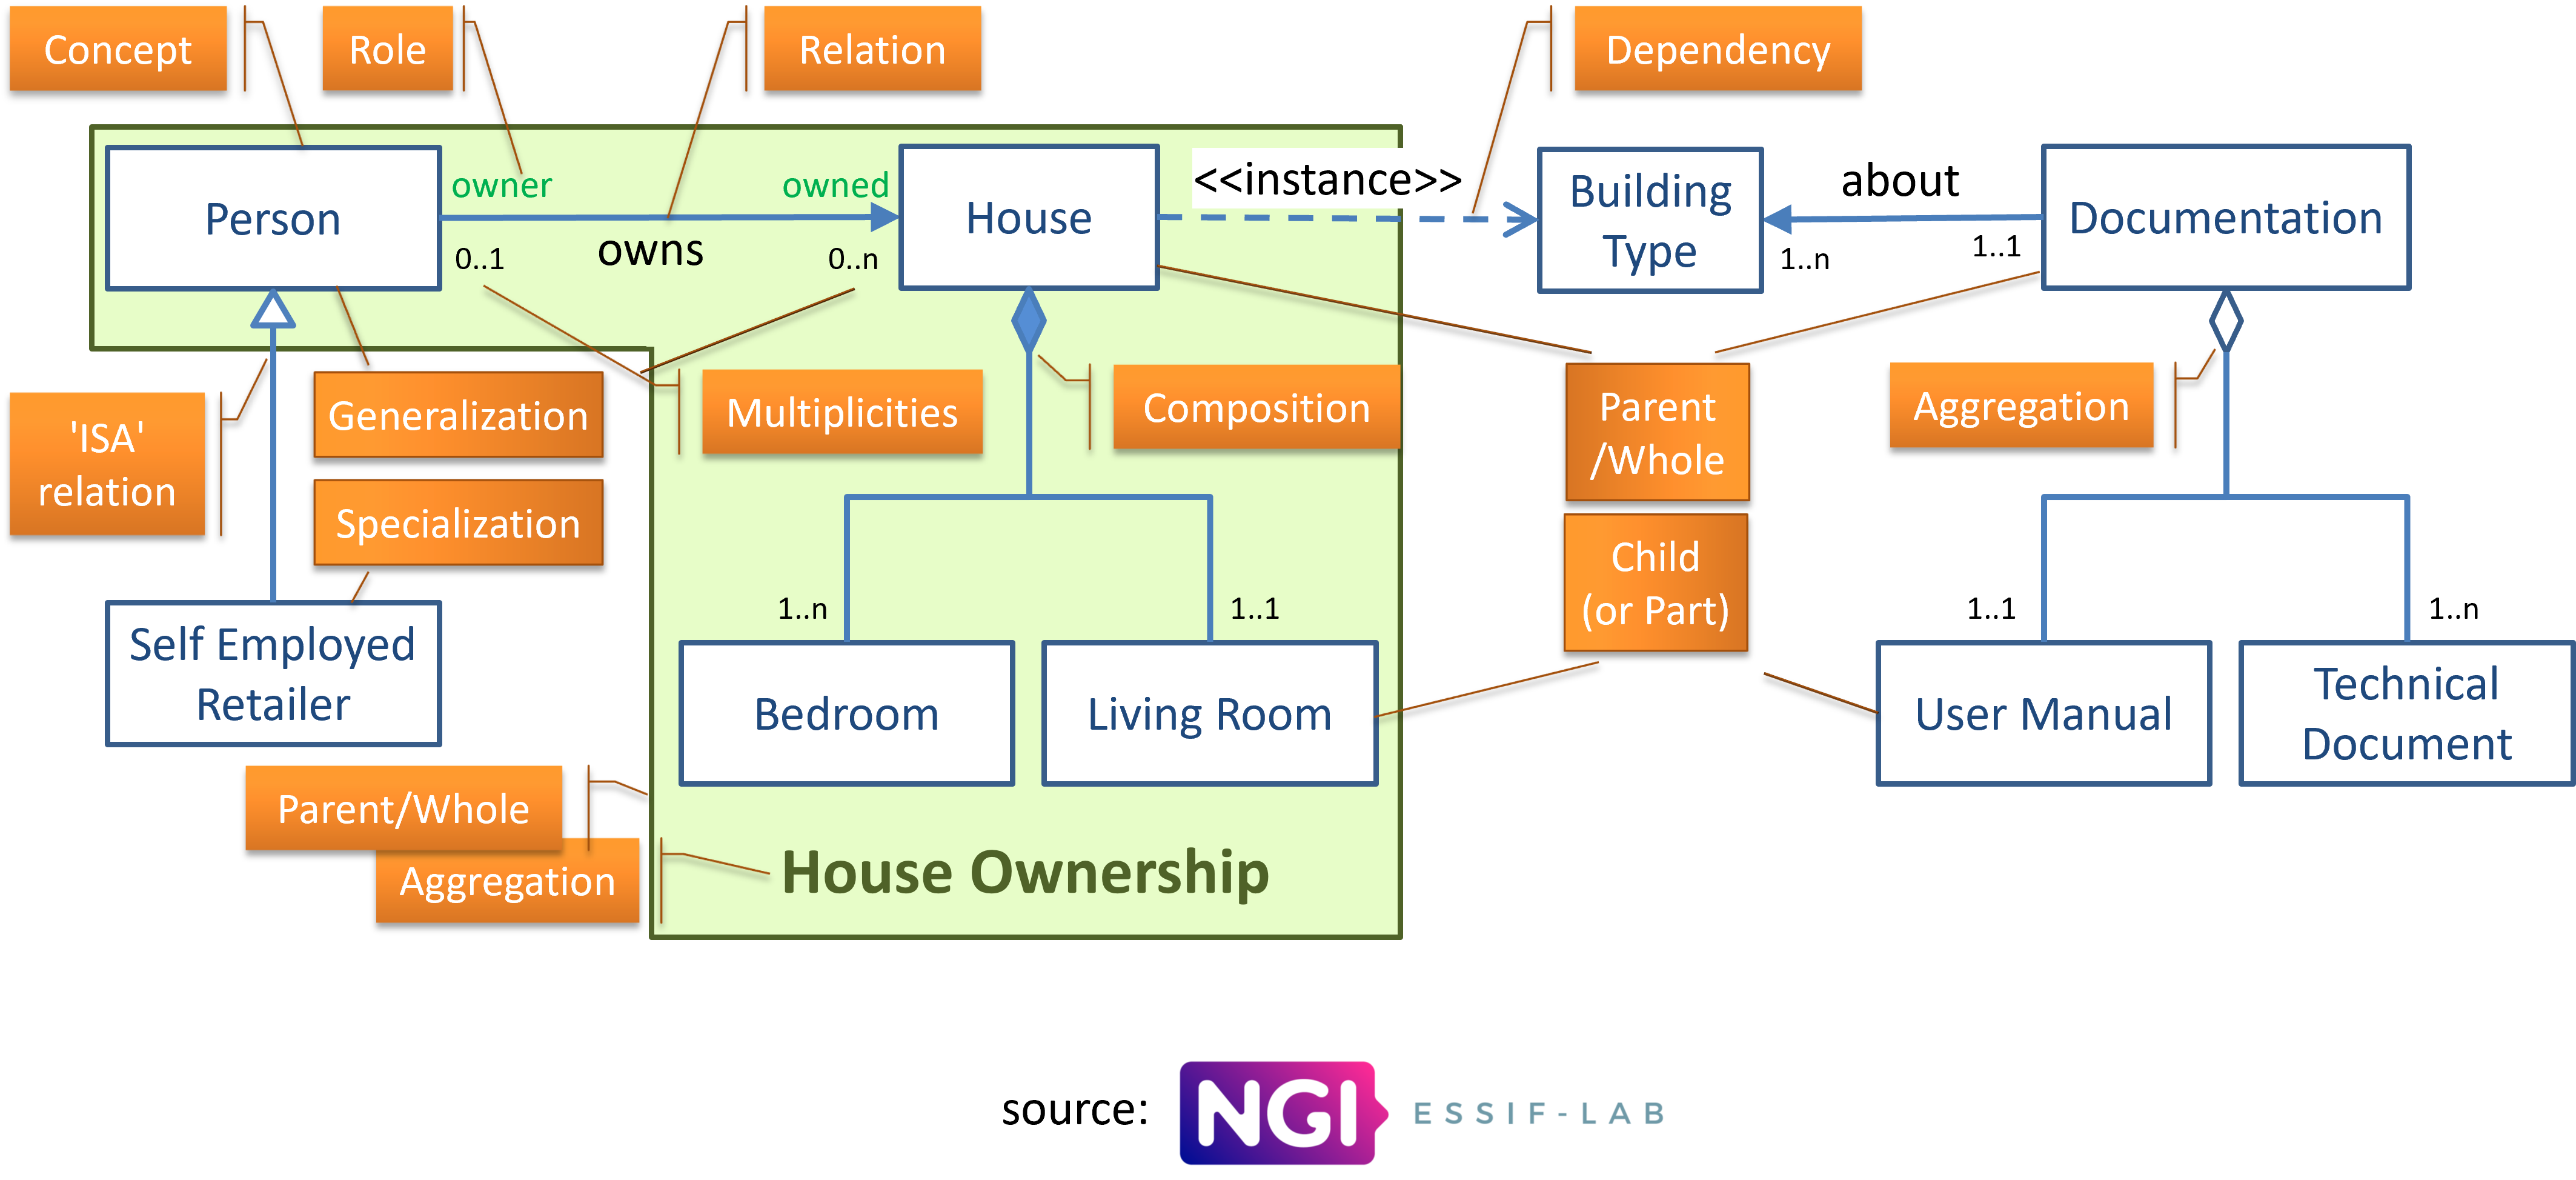 Concept
Role
Relation
Dependency
Person
owner
owned
owns
0..1
0..n
House
<<instance>>
Building
Type
about
1..n
1..1
Documentation
'ISA'
relation
Generalization
Specialization
Multiplicities
Composition
Parent
/Whole
Child
(or Part)
Aggregation
Self Employed
Retailer
1..n
1..1
Bedroom
Living Room
1..1
1..n
User Manual
Technical
Document
Parent/Whole
Aggregation
House Ownership
source:
NGI
ESSIF-LAB